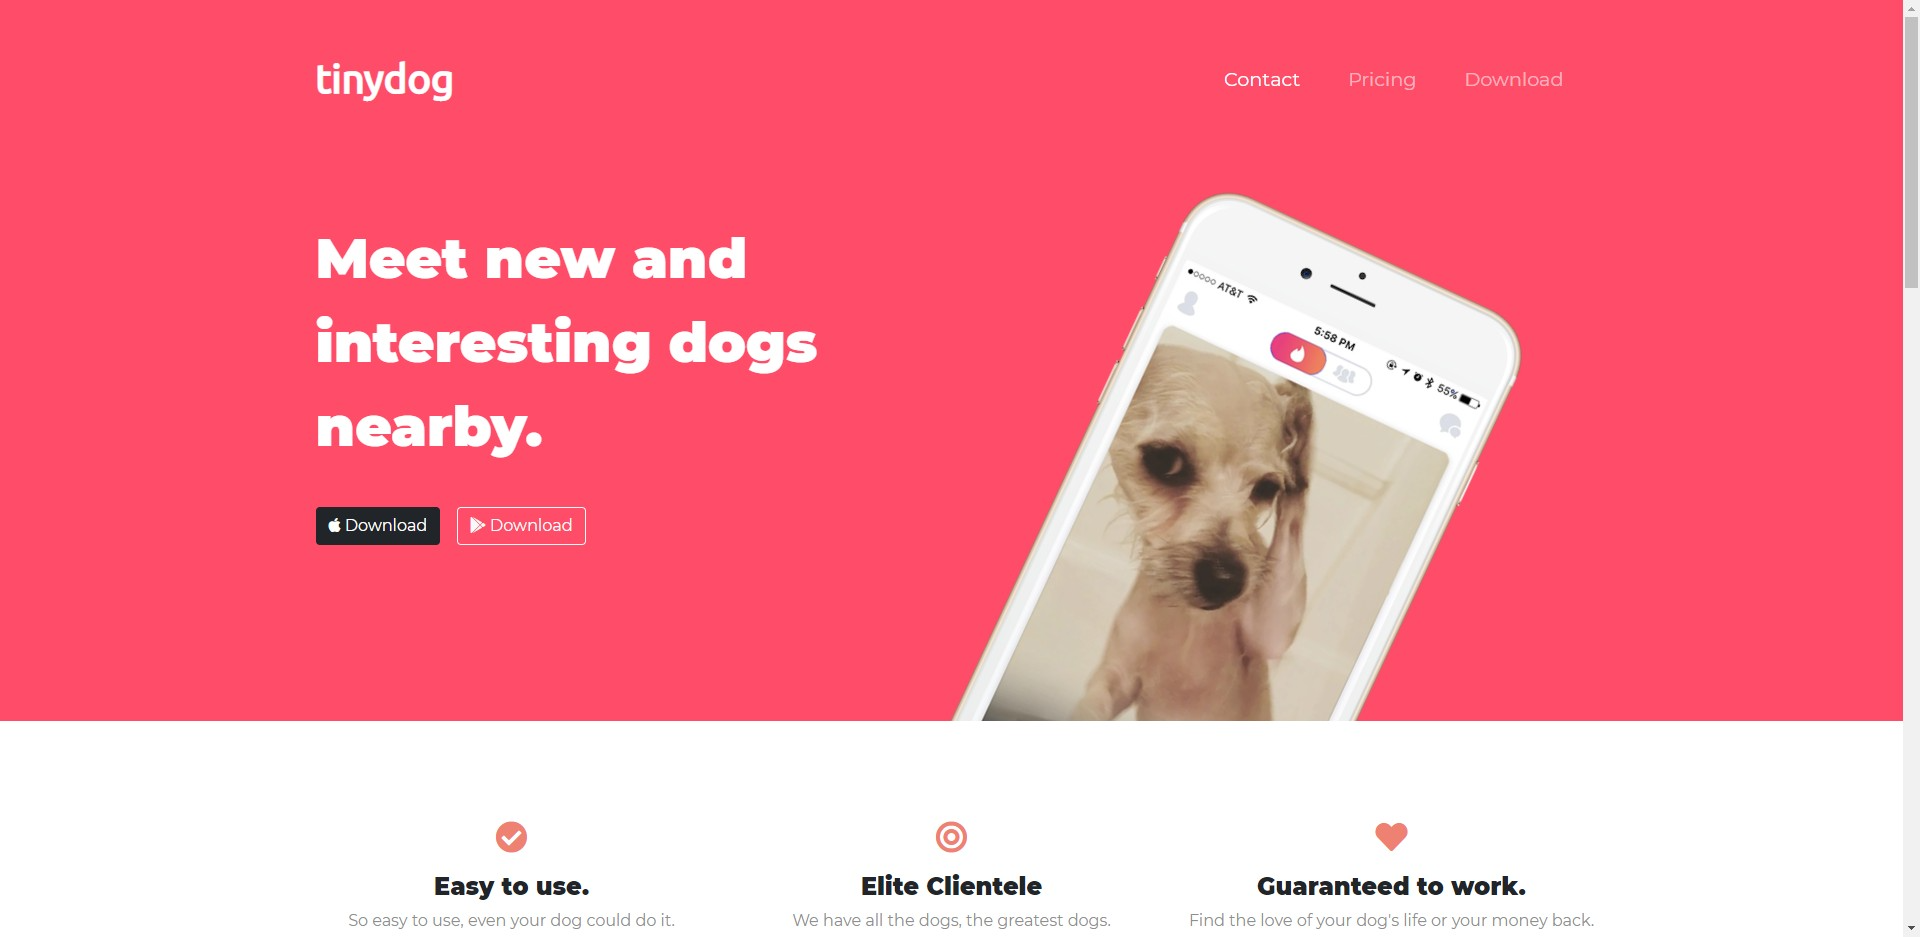 tinydog
Contact Pricing Download
Meet new and
interesting dogs
nearby.
Download Download
AT&T
5:58 PM
55%
Easy to use.
So easy to use, even your dog could do it.
Elite Clientele
We have all the dogs, the greatest dogs.
Guaranteed to work.
Find the love of your dog's life or your money back.